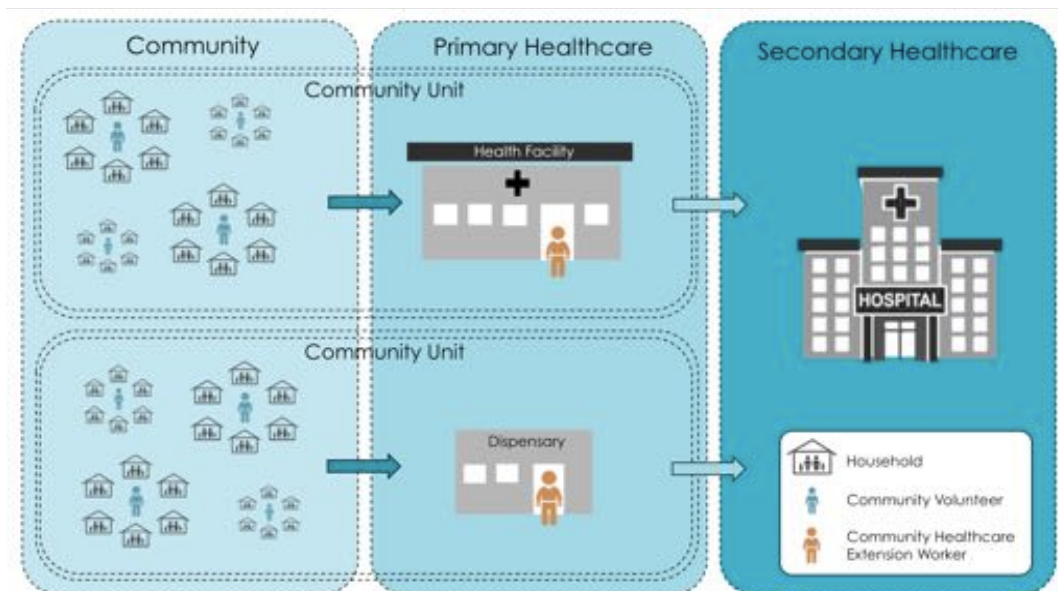 Community
Primary Healthcare
Secondary Healthcare
Community Unit
Health Facility
HOSPITAL
Community Unit
Dispensary
Household
Community Volunteer
Community Healthcare
Extension Worker